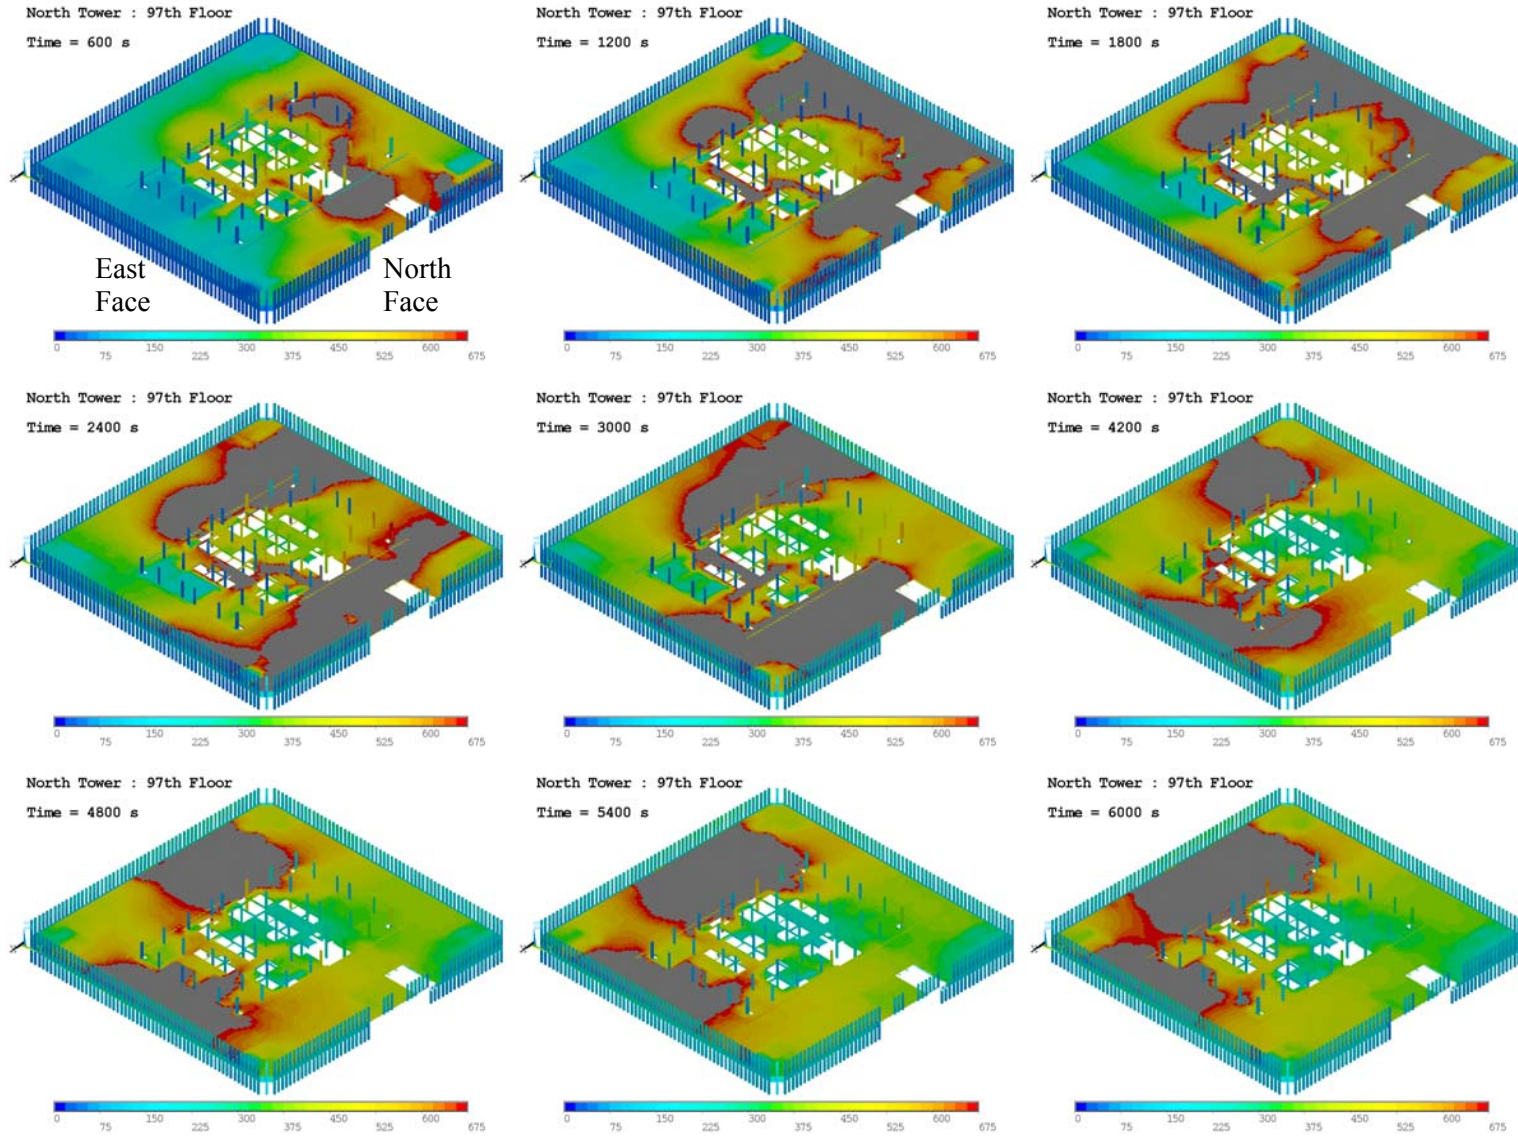 North Tower : 97th Floor
Time = 600 s
East
Face
North
Face
0 75 150 225 300 375 450 525 600 675
North Tower : 97th Floor
Time = 1200 s
0 75 150 225 300 375 450 525 600 675
North Tower : 97th Floor
Time = 1800 s
0 75 150 225 300 375 450 525 600 675
North Tower : 97th Floor
Time = 2400 s
0 75 150 225 300 375 450 525 600 675
North Tower : 97th Floor
Time = 3000 s
0 75 150 225 300 375 450 525 600 675
North Tower : 97th Floor
Time = 4200 s
0 75 150 225 300 375 450 525 600 675
North Tower : 97th Floor
Time = 4800 s
0 75 150 225 300 375 450 525 600 675
North Tower : 97th Floor
Time = 5400 s
0 75 150 225 300 375 450 525 600 675
North Tower : 97th Floor
Time = 6000 s
0 75 150 225 300 375 450 525 600 675